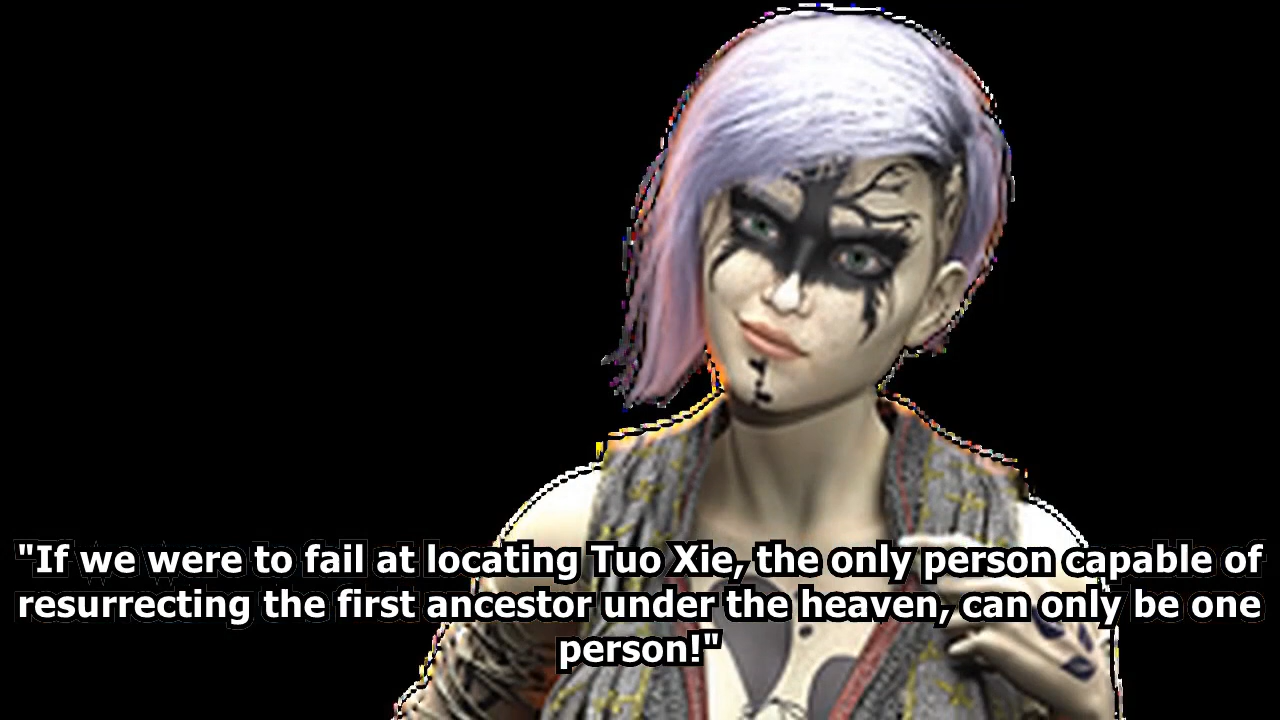 "If we were to fail at locating Tuo Xie, the only person capable of
resurrecting the first ancestor under the heaven, can only be one
person!"